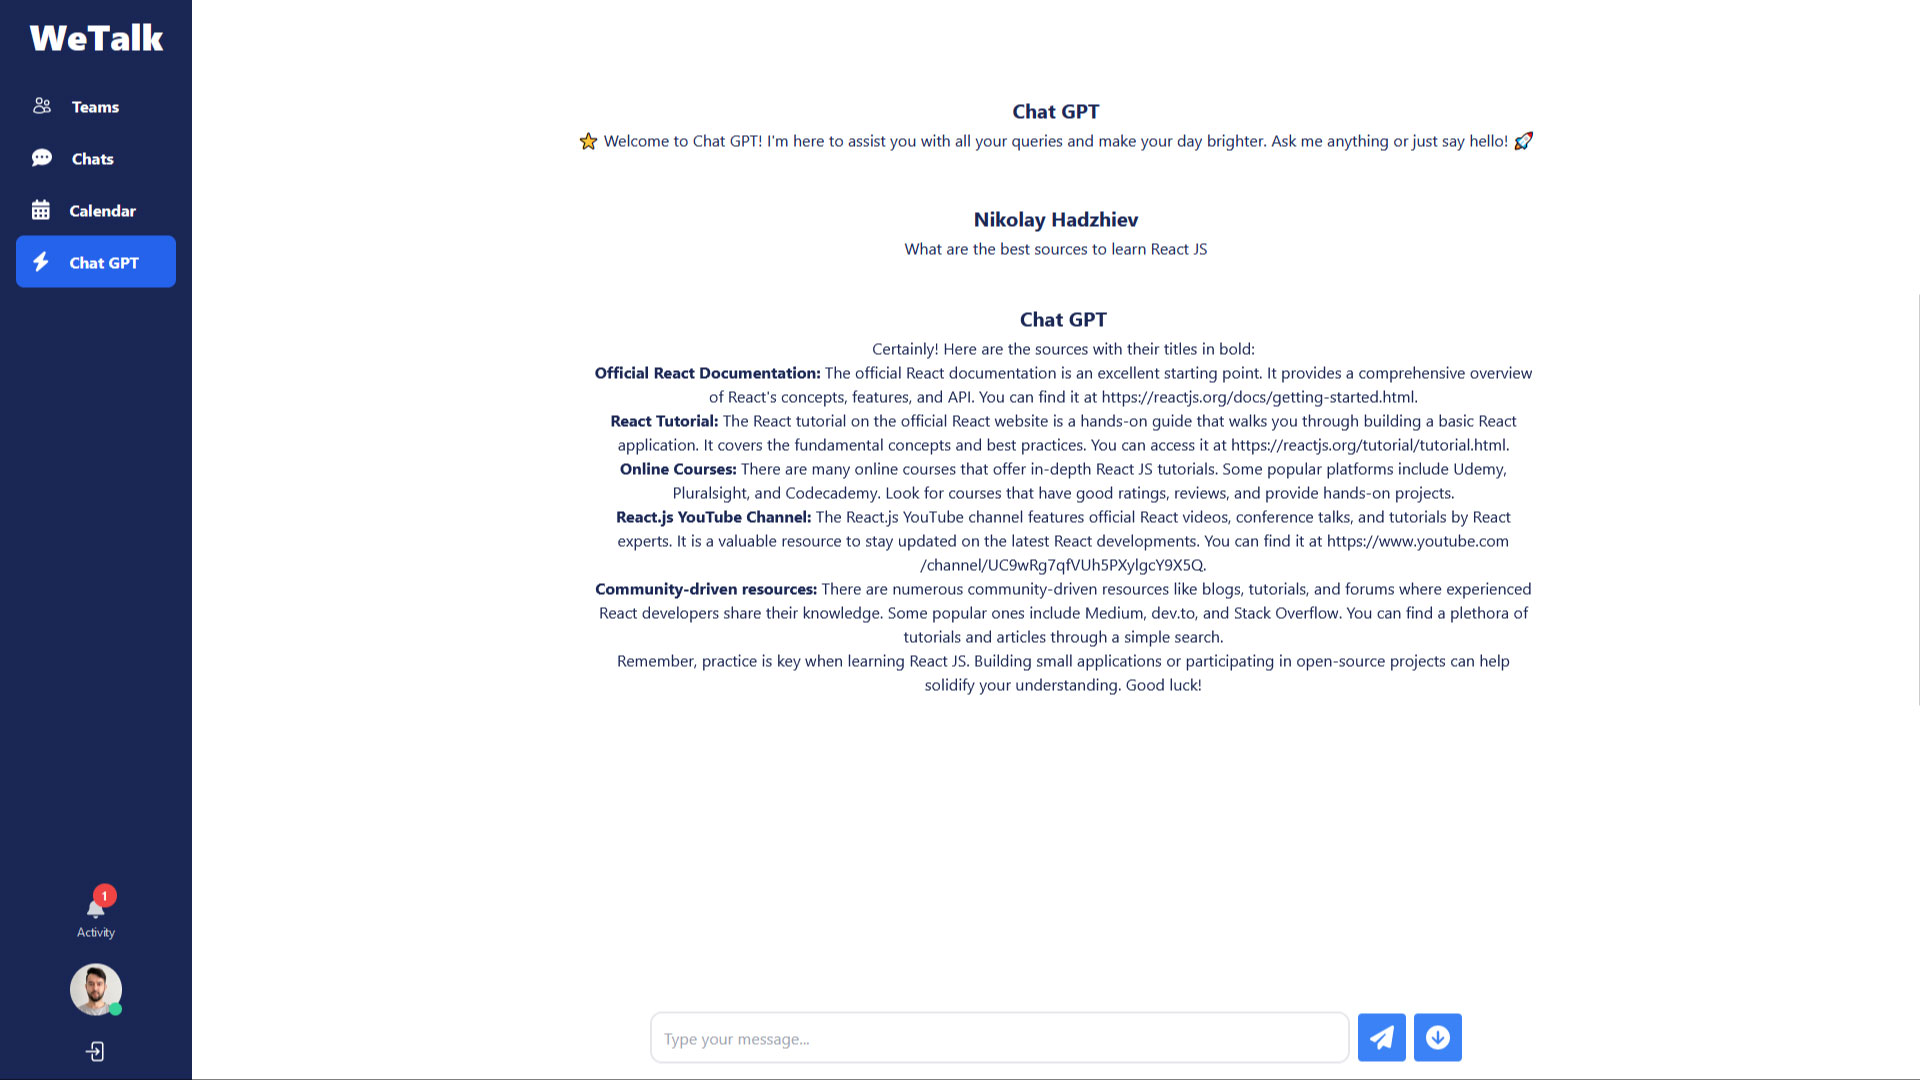 WeTalk
Teams
Chats
Calendar
Chat GPT
1
Activity
Chat GPT
⭐ Welcome to Chat GPT! I'm here to assist you with all your queries and make your day brighter. Ask me anything or just say hello! 🚀
Nikolay Hadzhiev
What are the best sources to learn React JS
Chat GPT
Certainly! Here are the sources with their titles in bold:
Official React Documentation: The official React documentation is an excellent starting point. It provides a comprehensive overview
of React's concepts, features, and API. You can find it at https://reactjs.org/docs/getting-started.html.
React Tutorial: The React tutorial on the official React website is a hands-on guide that walks you through building a basic React
application. It covers the fundamental concepts and best practices. You can access it at https://reactjs.org/tutorial/tutorial.html.
Online Courses: There are many online courses that offer in-depth React JS tutorials. Some popular platforms include Udemy,
Pluralsight, and Codecademy. Look for courses that have good ratings, reviews, and provide hands-on projects.
React.js YouTube Channel: The React.js YouTube channel features official React videos, conference talks, and tutorials by React
experts. It is a valuable resource to stay updated on the latest React developments. You can find it at https://www.youtube.com
/channel/UC9wRg7qfVUh5PXylgcY9X5Q.
Community-driven resources: There are numerous community-driven resources like blogs, tutorials, and forums where experienced
React developers share their knowledge. Some popular ones include Medium, dev.to, and Stack Overflow. You can find a plethora of
tutorials and articles through a simple search.
Remember, practice is key when learning React JS. Building small applications or participating in open-source projects can help
solidify your understanding. Good luck!
Type your message...